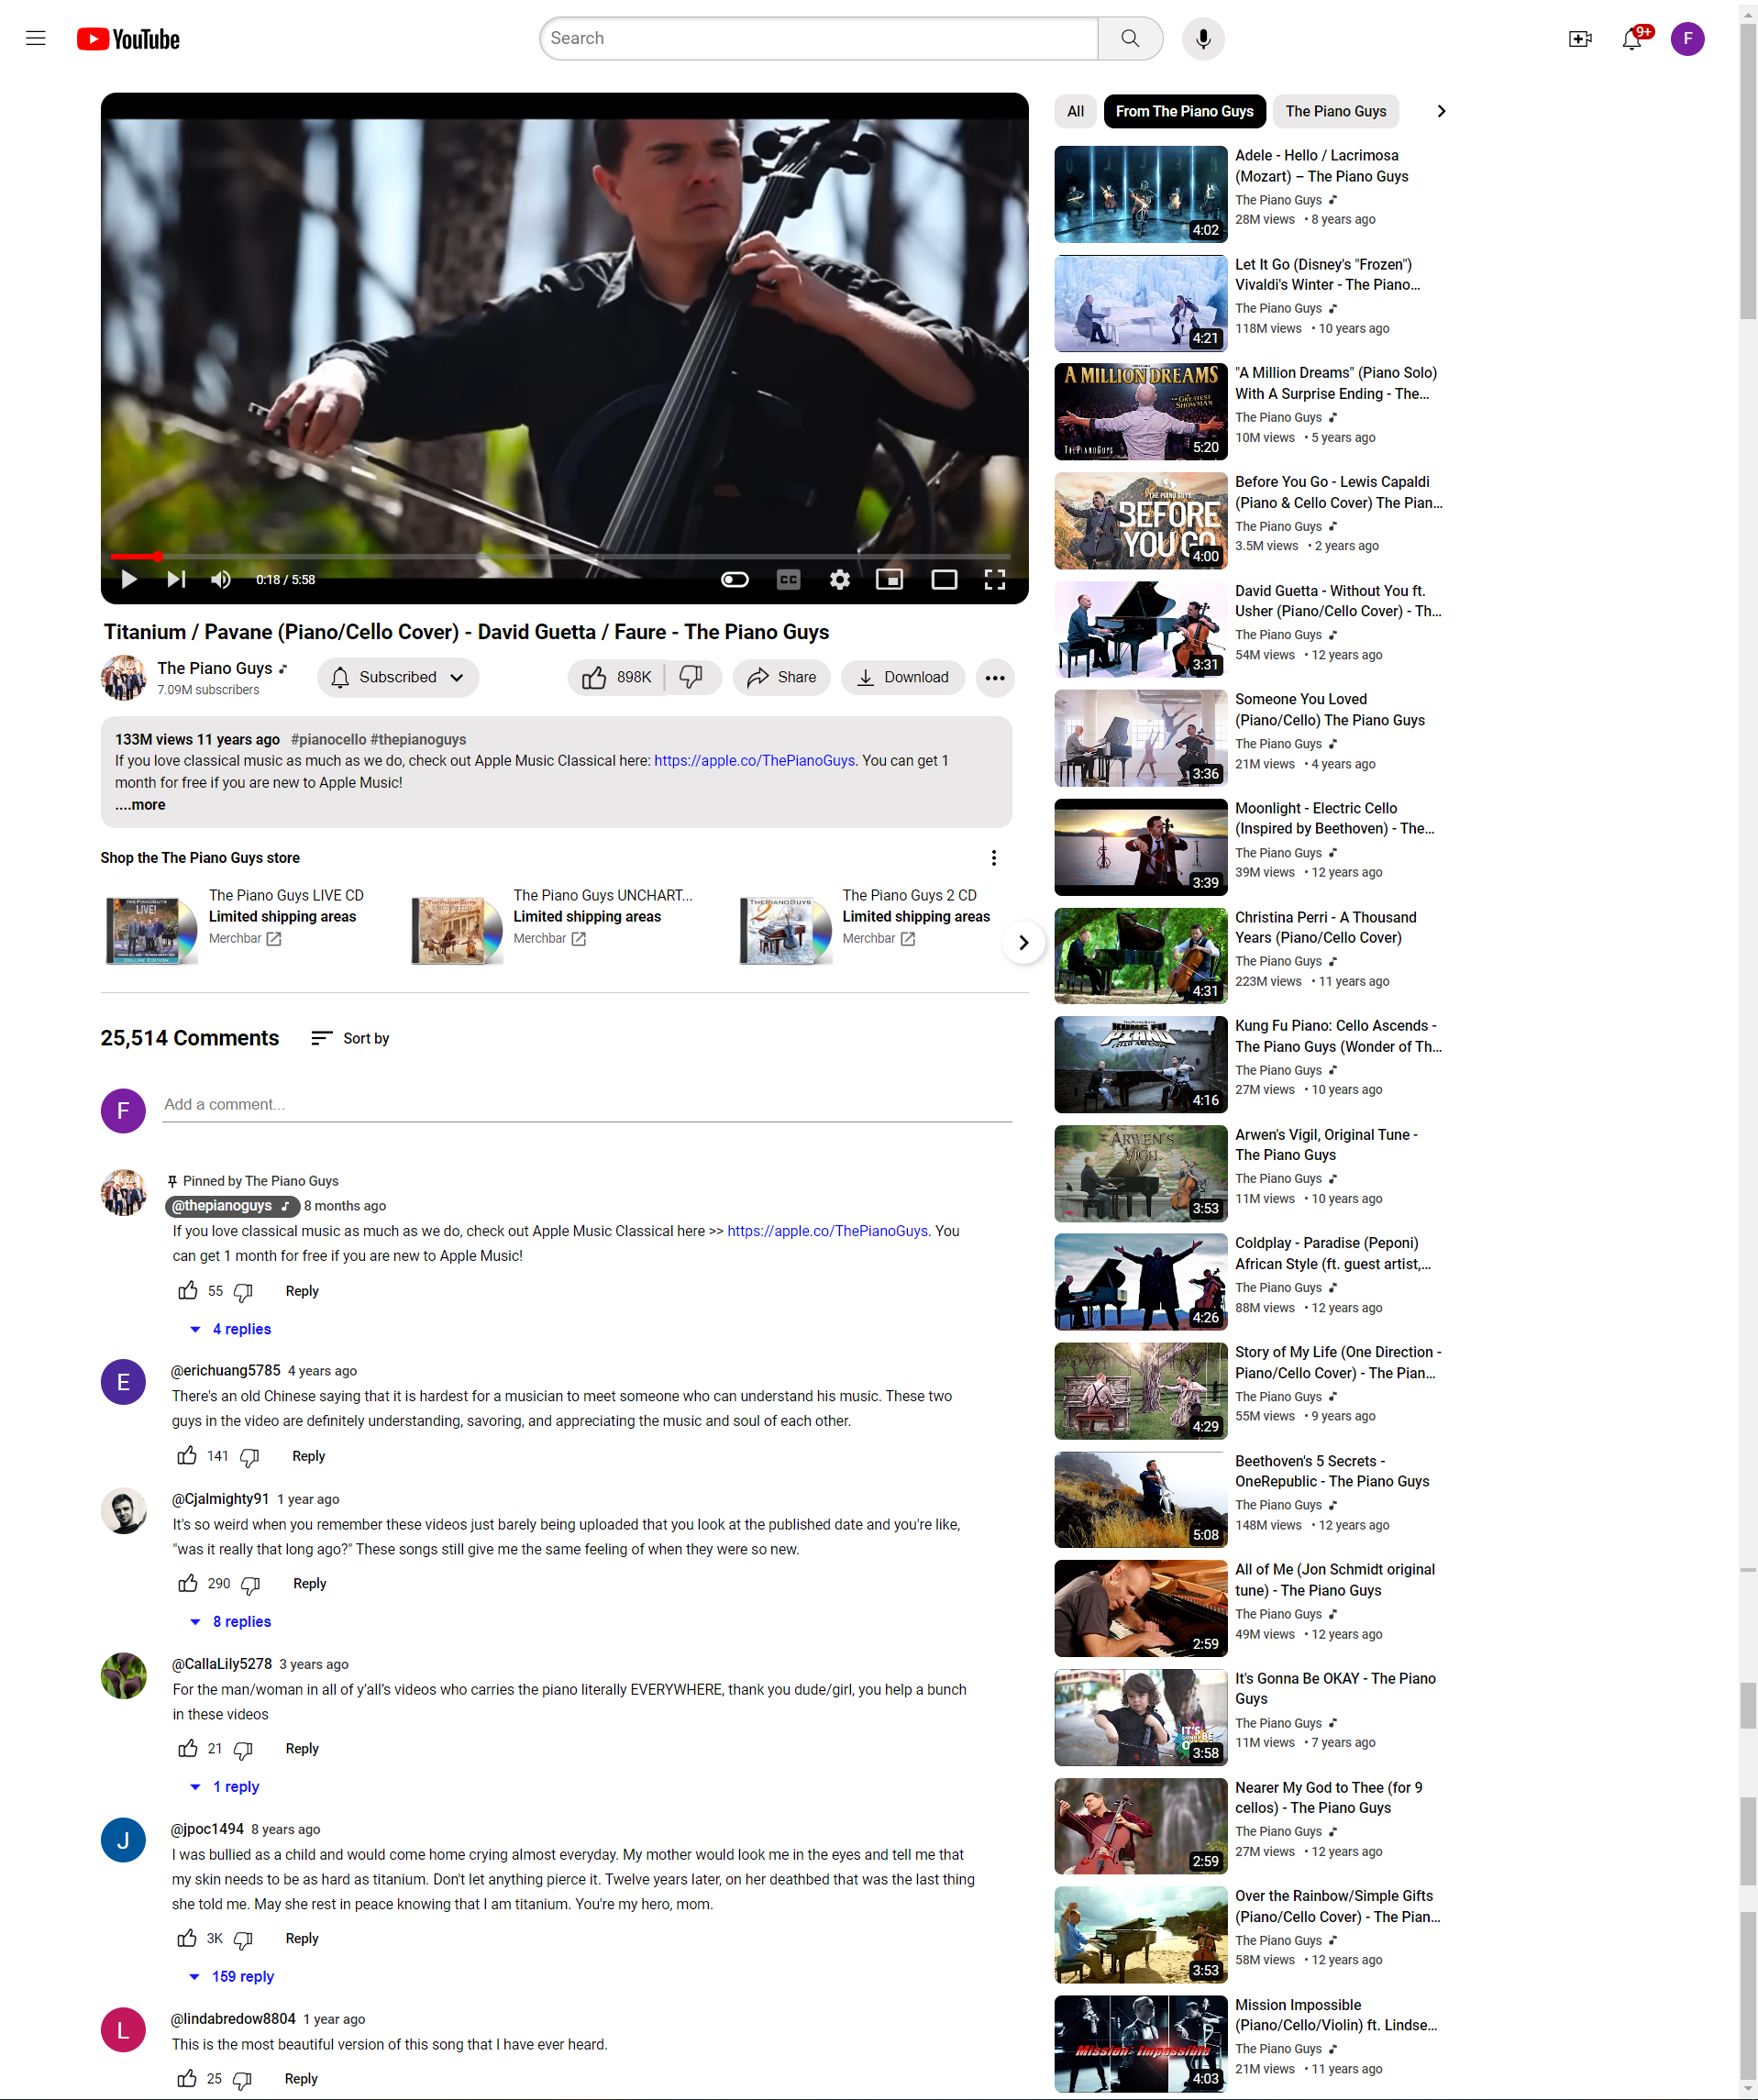 YouTube
Search
9+
F
0:18 / 5:58
CC
Titanium / Pavane (Piano/Cello Cover) - David Guetta / Faure - The Piano Guys
The Piano Guys
7.09M subscribers
Subscribed
898K
Share
Download
133M views 11 years ago #pianocello #thepianoguys
If you love classical music as much as we do, check out Apple Music Classical here: https://apple.co/ThePianoGuys. You can get 1
month for free if you are new to Apple Music!
....more
Shop the The Piano Guys store
The Piano Guys LIVE CD
Limited shipping areas
Merchbar
The Piano Guys UNCHART...
Limited shipping areas
Merchbar
The Piano Guys 2 CD
Limited shipping areas
Merchbar
25,514 Comments
Sort by
F
Add a comment...
Pinned by The Piano Guys
@thepianoguys 8 months ago
If you love classical music as much as we do, check out Apple Music Classical here >> https://apple.co/ThePianoGuys. You
can get 1 month for free if you are new to Apple Music!
55 Reply
4 replies
E
@erichuang5785 4 years ago
There's an old Chinese saying that it is hardest for a musician to meet someone who can understand his music. These two
guys in the video are definitely understanding, savoring, and appreciating the music and soul of each other.
141 Reply
@Cjalmighty91 1 year ago
It's so weird when you remember these videos just barely being uploaded that you look at the published date and you're like,
"was it really that long ago?" These songs still give me the same feeling of when they were so new.
290 Reply
8 replies
@CallaLily5278 3 years ago
For the man/woman in all of y'all's videos who carries the piano literally EVERYWHERE, thank you dude/girl, you help a bunch
in these videos
21 Reply
1 reply
J
@jpoc1494 8 years ago
I was bullied as a child and would come home crying almost everyday. My mother would look me in the eyes and tell me that
my skin needs to be as hard as titanium. Don't let anything pierce it. Twelve years later, on her deathbed that was the last thing
she told me. May she rest in peace knowing that I am titanium. You're my hero, mom.
3K Reply
159 reply
L
@lindabredow8804 1 year ago
This is the most beautiful version of this song that I have ever heard.
25 Reply
All
From The Piano Guys
The Piano Guys
4:02
Adele - Hello / Lacrimosa
(Mozart) – The Piano Guys
The Piano Guys
28M views • 8 years ago
4:21
Let It Go (Disney's "Frozen")
Vivaldi's Winter - The Piano...
The Piano Guys
118M views • 10 years ago
A MILLION DREAMS
GREATEST
SHOWMAN
THEPIANOGUYS
5:20
"A Million Dreams" (Piano Solo)
With A Surprise Ending - The...
The Piano Guys
10M views • 5 years ago
THE PIANO GUYS
BEFORE
YOU GO
4:00
Before You Go - Lewis Capaldi
(Piano & Cello Cover) The Pian...
The Piano Guys
3.5M views • 2 years ago
3:31
David Guetta - Without You ft.
Usher (Piano/Cello Cover) - Th...
The Piano Guys
54M views • 12 years ago
3:36
Someone You Loved
(Piano/Cello) The Piano Guys
The Piano Guys
21M views • 4 years ago
3:39
Moonlight - Electric Cello
(Inspired by Beethoven) - The...
The Piano Guys
39M views • 12 years ago
4:31
Christina Perri - A Thousand
Years (Piano/Cello Cover)
The Piano Guys
223M views • 11 years ago
KUNG FU
PIANO
CELLO ASCENDS
4:16
Kung Fu Piano: Cello Ascends -
The Piano Guys (Wonder of Th...
The Piano Guys
27M views • 10 years ago
ARWEN'S
VIGIL
3:53
Arwen's Vigil, Original Tune -
The Piano Guys
The Piano Guys
11M views • 10 years ago
4:26
Coldplay - Paradise (Peponi)
African Style (ft. guest artist,...
The Piano Guys
88M views • 12 years ago
4:29
Story of My Life (One Direction -
Piano/Cello Cover) - The Pian...
The Piano Guys
55M views • 9 years ago
5:08
Beethoven's 5 Secrets -
OneRepublic - The Piano Guys
The Piano Guys
148M views • 12 years ago
2:59
All of Me (Jon Schmidt original
tune) - The Piano Guys
The Piano Guys
49M views • 12 years ago
IT'S
3:58
It's Gonna Be OKAY - The Piano
Guys
The Piano Guys
11M views • 7 years ago
2:59
Nearer My God to Thee (for 9
cellos) - The Piano Guys
The Piano Guys
27M views • 12 years ago
3:53
Over the Rainbow/Simple Gifts
(Piano/Cello Cover) - The Pian...
The Piano Guys
58M views • 12 years ago
Mission: Impossible
4:03
Mission Impossible
(Piano/Cello/Violin) ft. Lindse...
The Piano Guys
21M views • 11 years ago